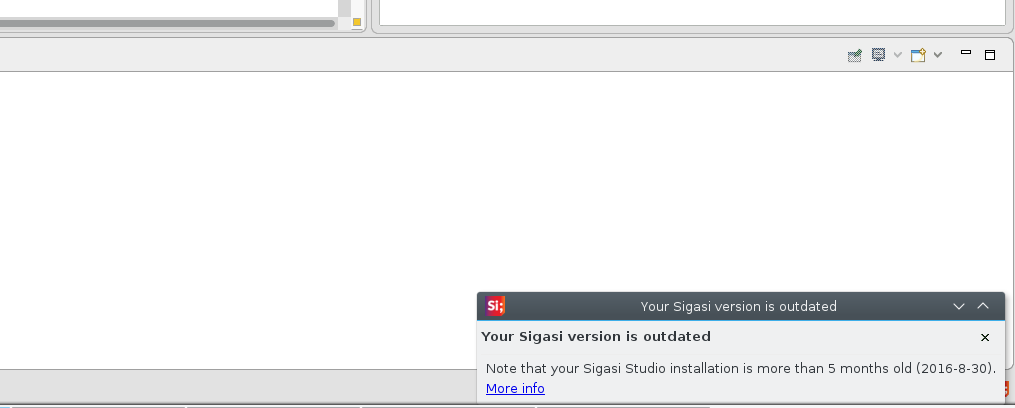 Si;
Your Sigasi version is outdated
Your Sigasi version is outdated
Note that your Sigasi Studio installation is more than 5 months old (2016-8-30).
More info